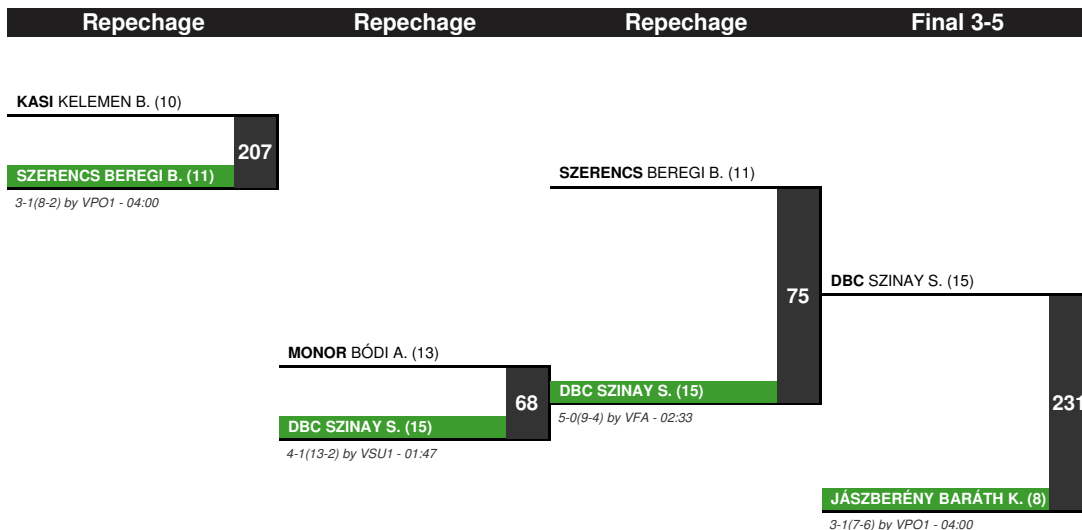 Repechage Repechage Repechage Final 3-5
KASI KELEMEN B. (10)
207
SZERENCS BEREGI B. (11)
3-1(8-2) by VPO1 - 04:00
MONOR BÓDI A. (13)
68
DBC SZINAY S. (15)
4-1(13-2) by VSU1 - 01:47
SZERENCS BEREGI B. (11)
75
DBC SZINAY S. (15)
5-0(9-4) by VFA - 02:33
DBC SZINAY S. (15)
231
JÁSZBERÉNY BARÁTH K. (8)
3-1(7-6) by VPO1 - 04:00